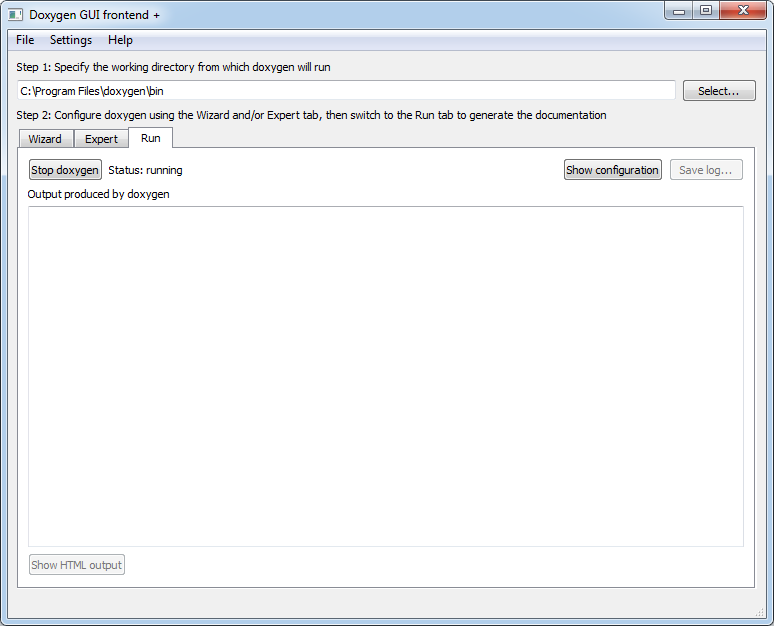 Doxygen GUI frontend +
File Settings Help
Step 1: Specify the working directory from which doxygen will run
C:\Program Files\doxygen\bin Select...
Step 2: Configure doxygen using the Wizard and/or Expert tab, then switch to the Run tab to generate the documentation
Wizard Expert Run
Stop doxygen Status: running Show configuration Save log...
Output produced by doxygen
Show HTML output